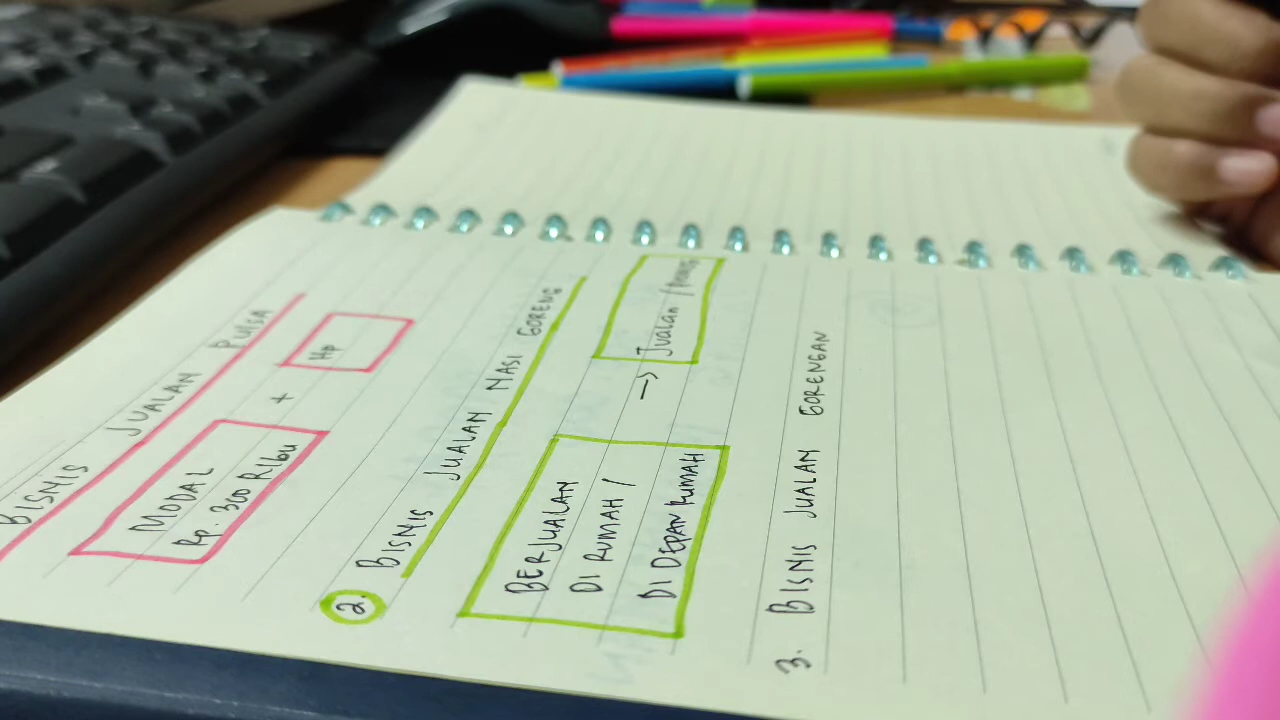 BISNIS JUALAN PULSA
MODAL
Rp. 300 Ribu
+
Hp
2. BISNIS JUALAN NASI GORENG
BERJUALAN
DI RUMAH /
DI DEPAN RUMAH
→ Jualan /
3. BISNIS JUALAN GORENGAN